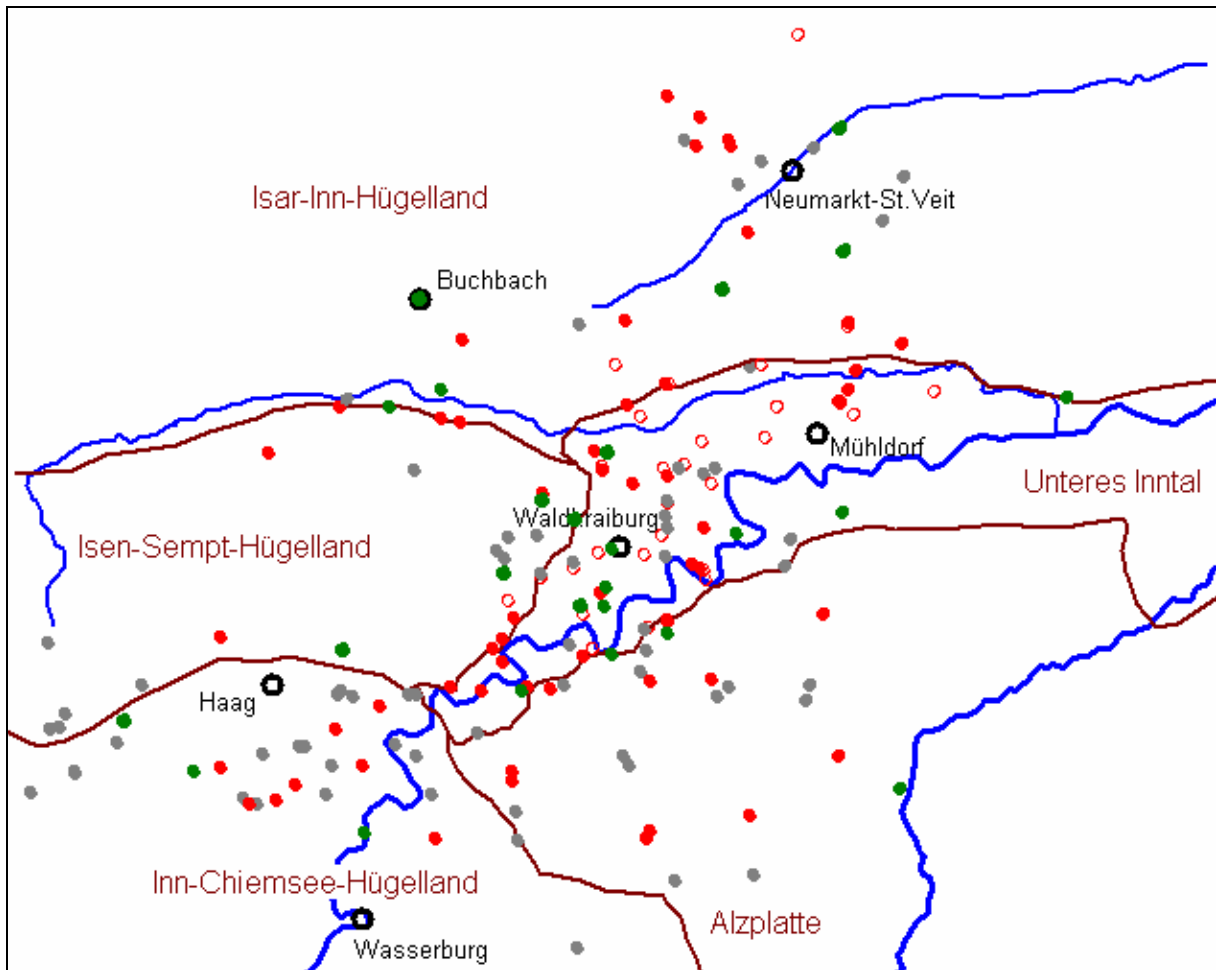 Isar-Inn-Hügelland
Neumarkt-St.Veit
Buchbach
Mühldorf
Unteres Inntal
Waldkraiburg
Isen-Sempt-Hügelland
Haag
Inn-Chiemsee-Hügelland
Alzplatte
Wasserburg